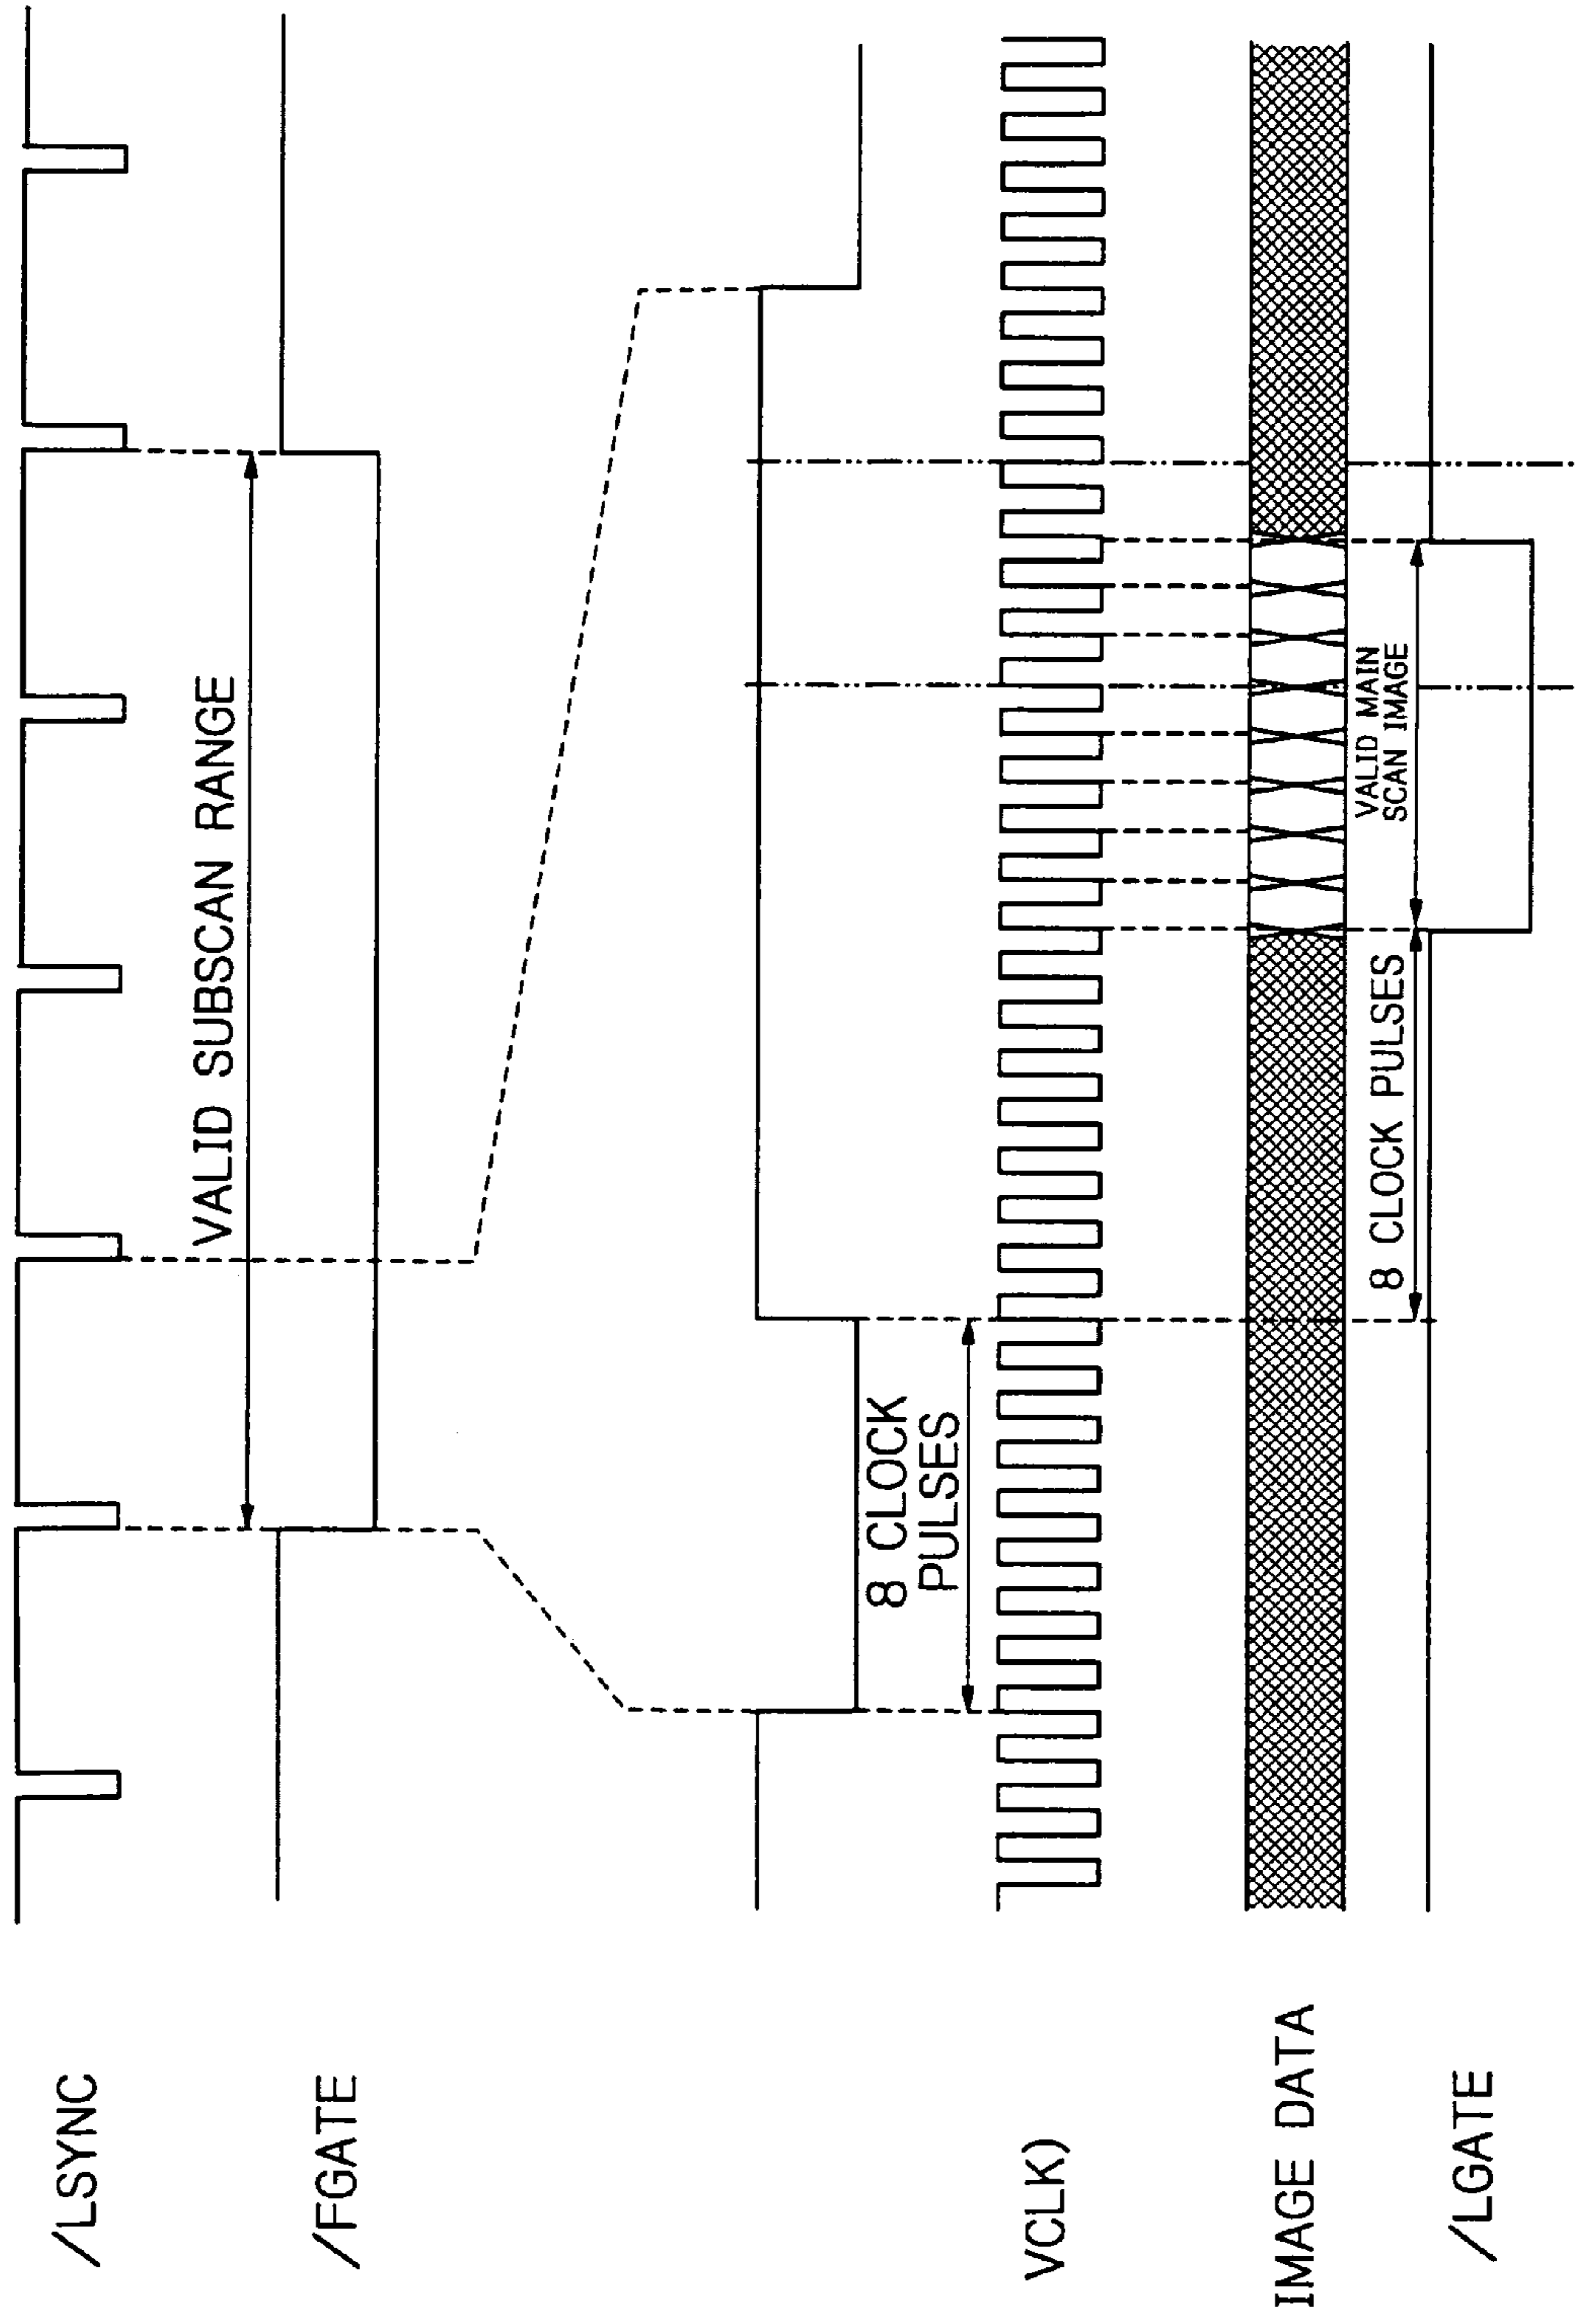 /LSYNC
VALID SUBSCAN RANGE
/FGATE
8 CLOCK
PULSES
VCLK)
IMAGE DATA
VALID MAIN
SCAN IMAGE
8 CLOCK PULSES
/LGATE